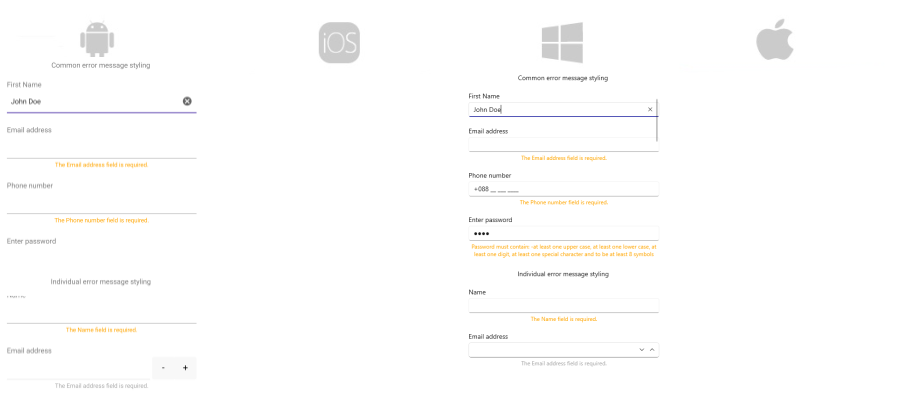 iOS
Common error message styling
First Name
John Doe
Email address
The Email address field is required.
Phone number
The Phone number field is required.
Enter password
Individual error message styling
The Name field is required.
Email address
- +
The Email address field is required.
Common error message styling
First Name
John Doe
Email address
The Email address field is required.
Phone number
+088 __ ___ ____
The Phone number field is required.
Enter password
Password must contain: -at least one upper case, at least one lower case, at
least one digit, at least one special character and to be at least 8 symbols
Individual error message styling
Name
The Name field is required.
Email address
The Email address field is required.